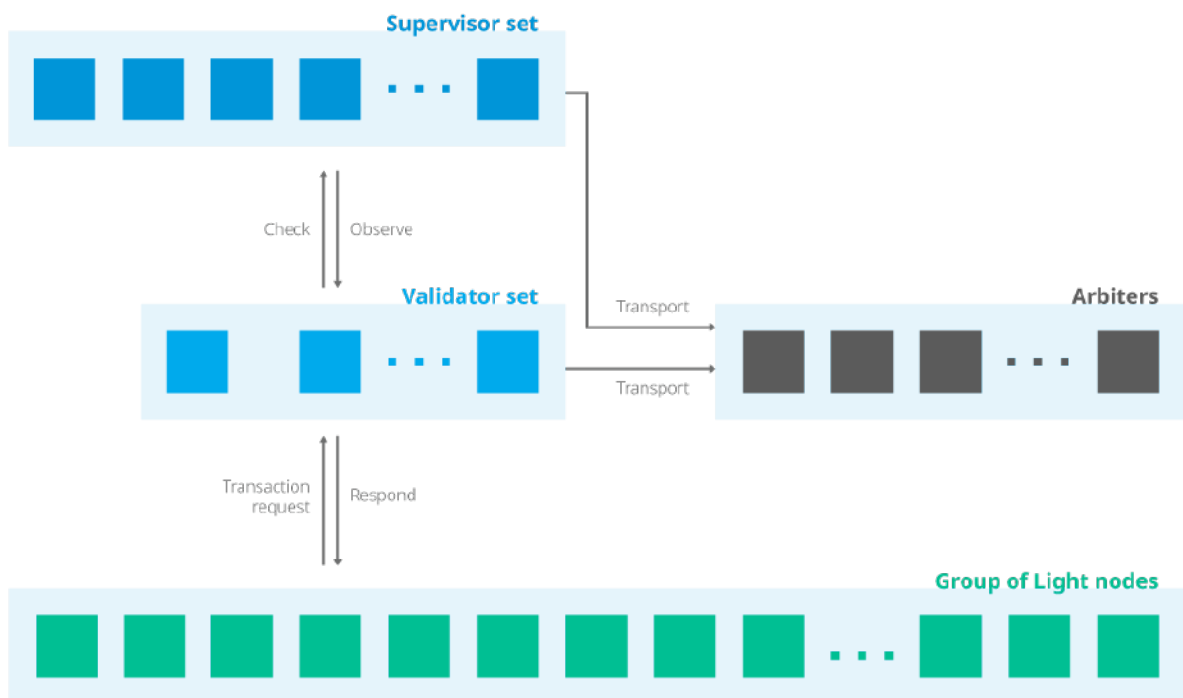 Supervisor set
Check
Observe
Validator set
Transport
Arbiters
Transport
Transaction
request
Respond
Group of Light nodes